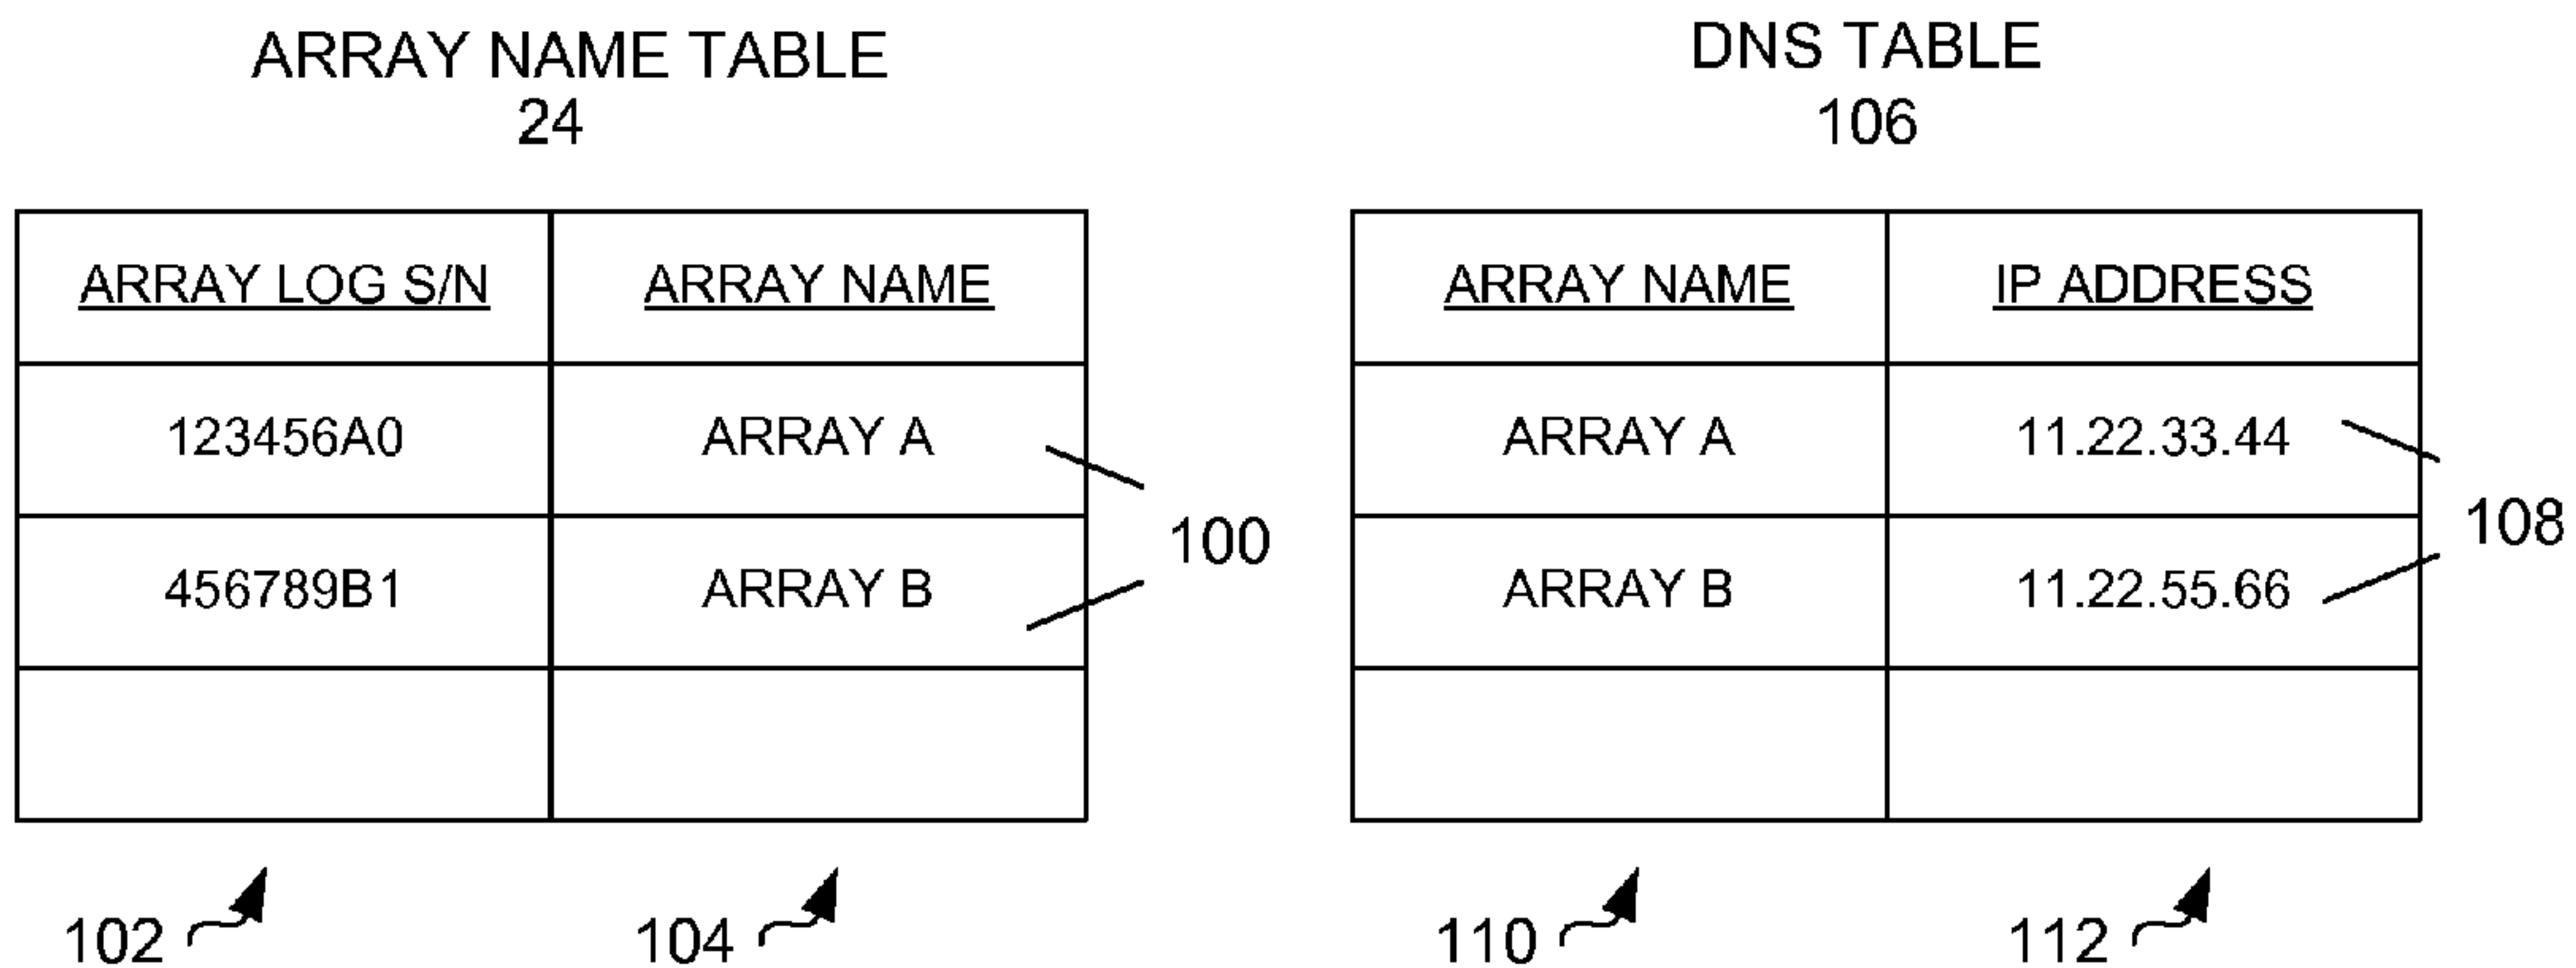 ARRAY NAME TABLE
24
ARRAY LOG S/N ARRAY NAME
123456A0 ARRAY A
456789B1 ARRAY B
100
102 104
DNS TABLE
106
ARRAY NAME IP ADDRESS
ARRAY A 11.22.33.44
ARRAY B 11.22.55.66
108
110 112